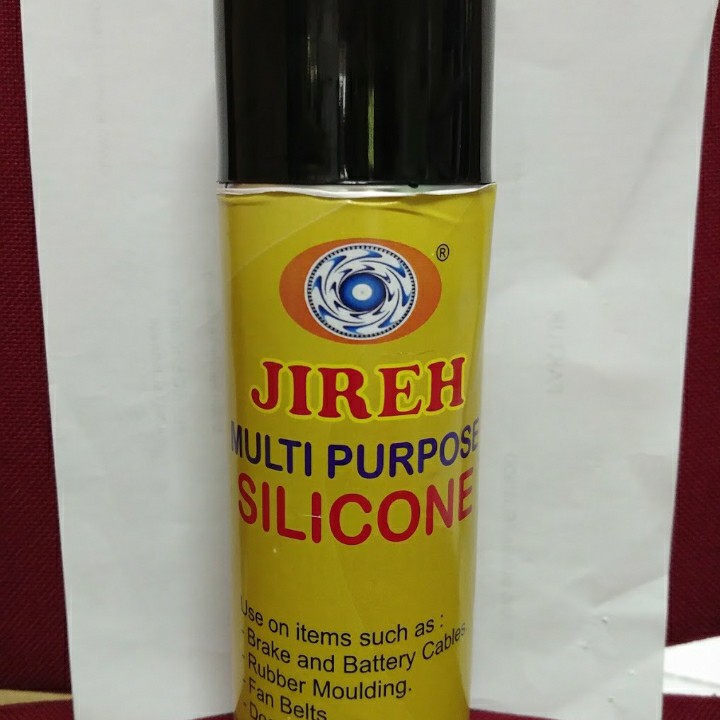 ®
JIREH
MULTI PURPOSE
SILICONE
Use on items such as :
- Brake and Battery Cables.
- Rubber Moulding.
- Fan Belts